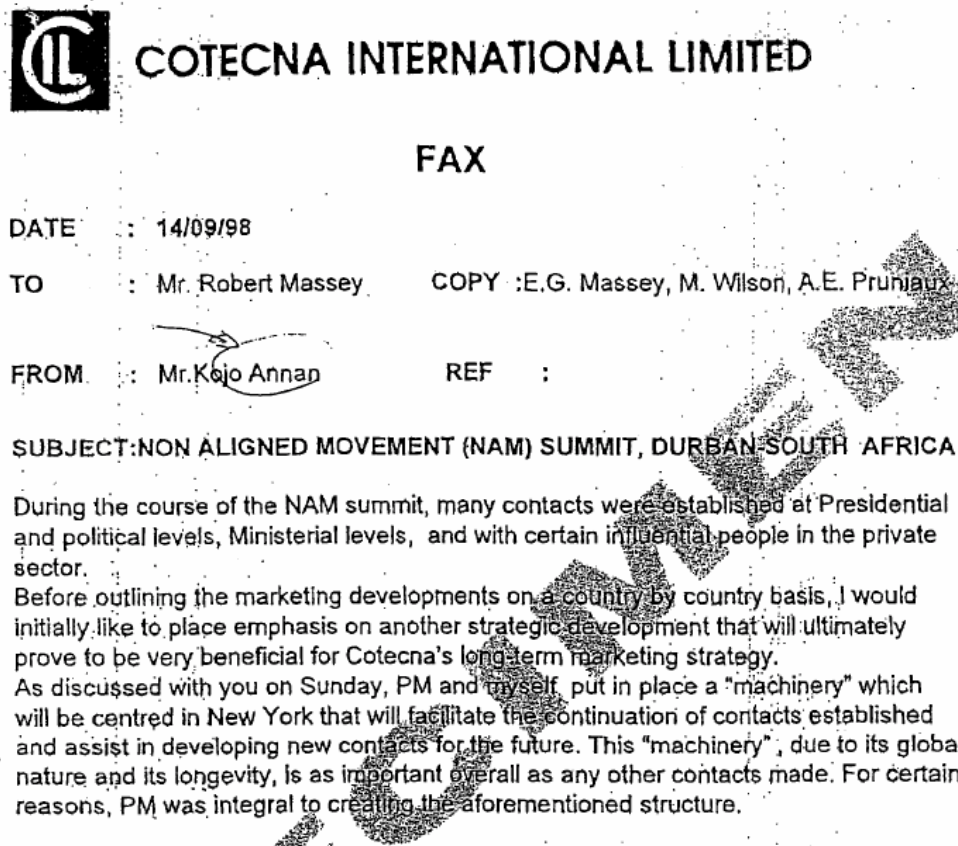 CIL COTECNA INTERNATIONAL LIMITED
FAX
DATE : 14/09/98
TO : Mr. Robert Massey COPY :E.G. Massey, M. Wilson, A.E. Pruniaux
FROM : Mr.Kojo Annan REF :
SUBJECT:NON ALIGNED MOVEMENT (NAM) SUMMIT, DURBAN-SOUTH AFRICA
During the course of the NAM summit, many contacts were established at Presidential
and political levels, Ministerial levels, and with certain influential people in the private
sector.
Before outlining the marketing developments on a country by country basis, I would
initially like to place emphasis on another strategic development that will ultimately
prove to be very beneficial for Cotecna's long-term marketing strategy.
As discussed with you on Sunday, PM and myself put in place a "machinery" which
will be centred in New York that will facilitate the continuation of contacts established
and assist in developing new contacts for the future. This "machinery" , due to its globa
nature and its longevity, is as important overall as any other contacts made. For certain
reasons, PM was integral to creating the aforementioned structure.